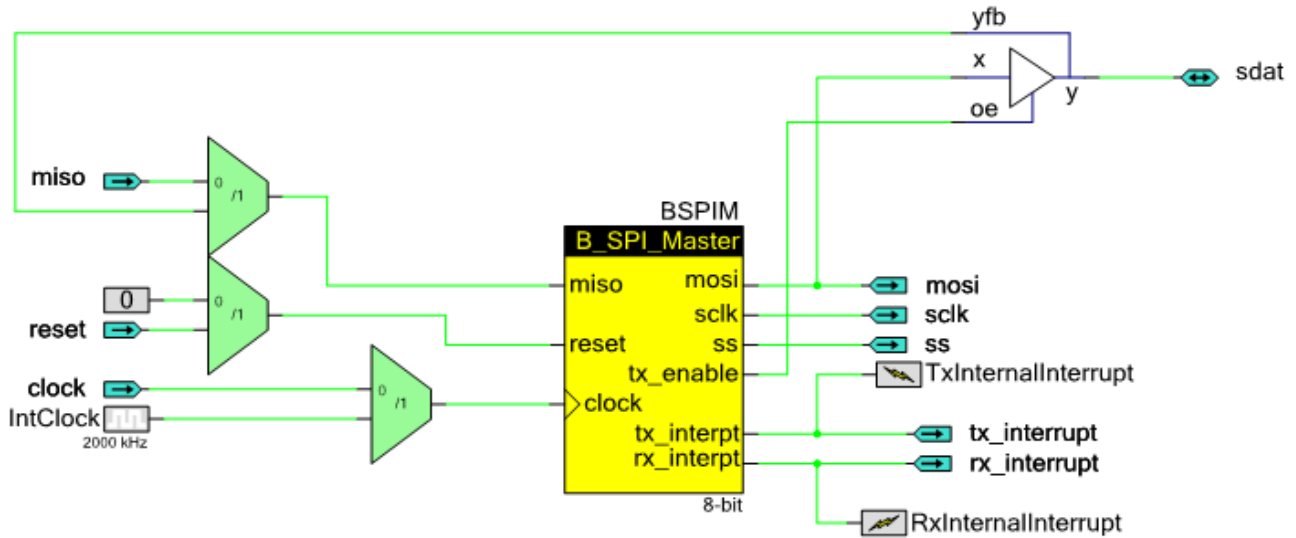 yfb
x
sdat
y
oe
miso
0
/1
BSPIM
B_SPI_Master
miso
mosi
mosi
0
0
/1
sclk
sclk
reset
reset
ss
ss
tx_enable
TxInternalInterrupt
clock
0
/1
clock
IntClock
2000 kHz
tx_interpt
tx_interrupt
rx_interpt
rx_interrupt
8-bit
RxInternalInterrupt